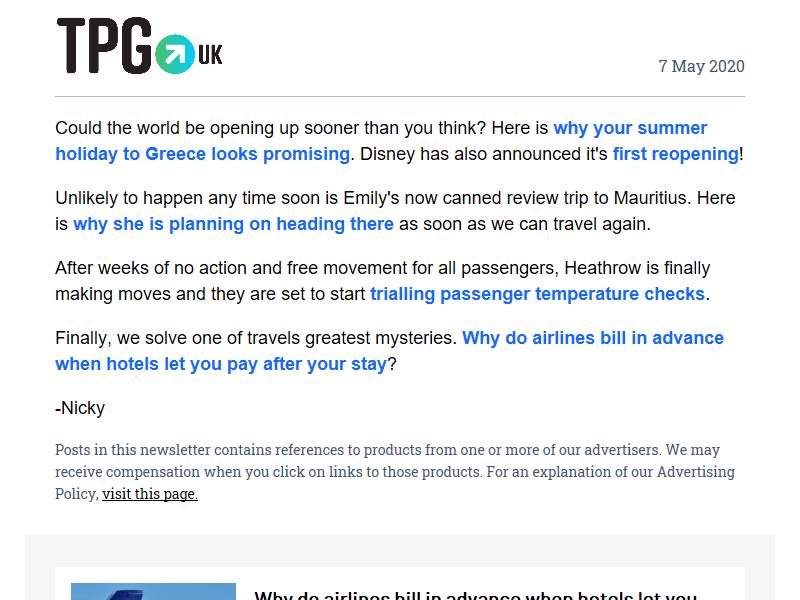 TPG UK
7 May 2020
Could the world be opening up sooner than you think? Here is why your summer
holiday to Greece looks promising. Disney has also announced it's first reopening!
Unlikely to happen any time soon is Emily's now canned review trip to Mauritius. Here
is why she is planning on heading there as soon as we can travel again.
After weeks of no action and free movement for all passengers, Heathrow is finally
making moves and they are set to start trialling passenger temperature checks.
Finally, we solve one of travels greatest mysteries. Why do airlines bill in advance
when hotels let you pay after your stay?
-Nicky
Posts in this newsletter contains references to products from one or more of our advertisers. We may
receive compensation when you click on links to those products. For an explanation of our Advertising
Policy, visit this page.
Why do airlines bill in advance when hotels let you